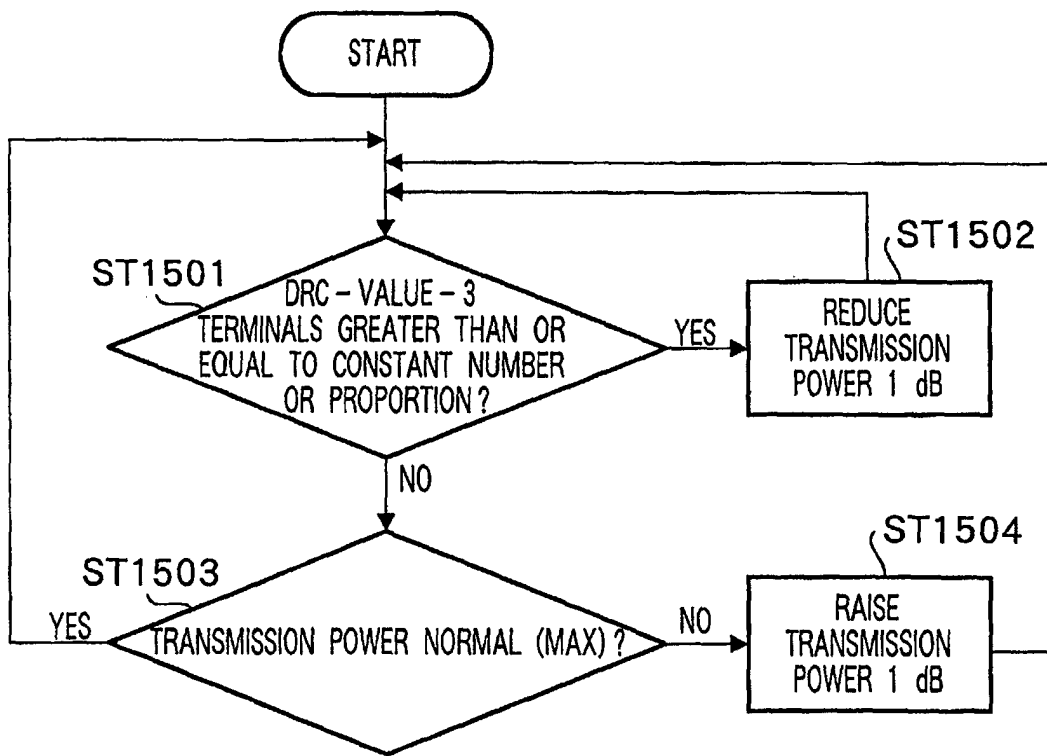 START
ST1501
DRC-VALUE-3
TERMINALS GREATER THAN OR
EQUAL TO CONSTANT NUMBER
OR PROPORTION?
YES
ST1502
REDUCE
TRANSMISSION
POWER 1 dB
NO
ST1503
YES
TRANSMISSION POWER NORMAL (MAX)?
NO
ST1504
RAISE
TRANSMISSION
POWER 1 dB